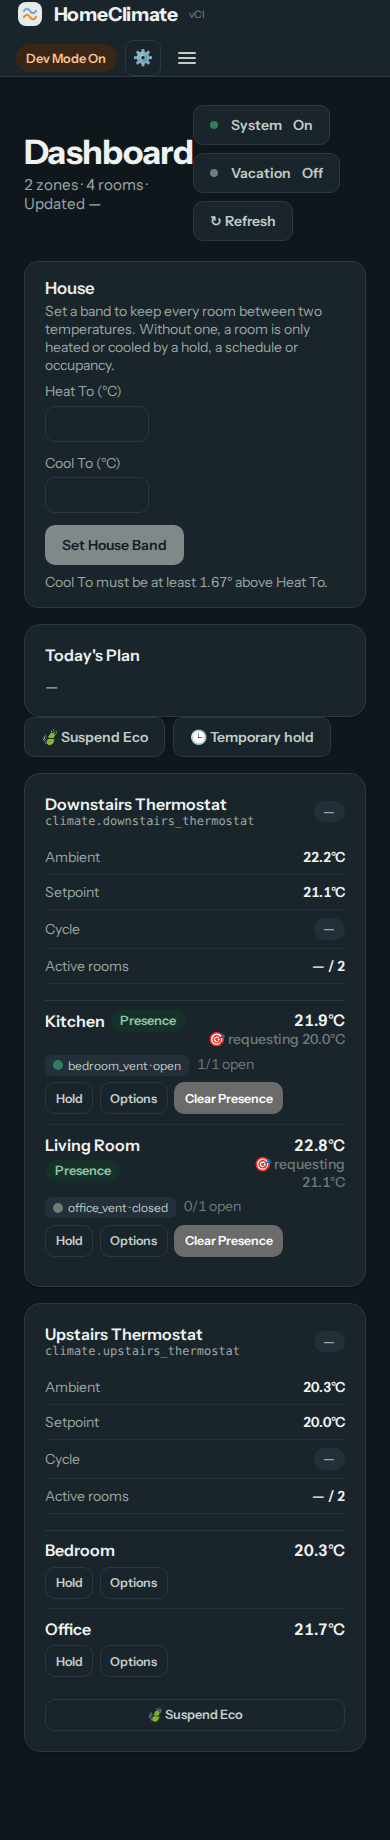 HomeClimate vCI
Dev Mode On
Dashboard
2 zones · 4 rooms ·
Updated —
System On
Vacation Off
↻ Refresh
House
Set a band to keep every room between two
temperatures. Without one, a room is only
heated or cooled by a hold, a schedule or
occupancy.
Heat To (°C)
Cool To (°C)
Set House Band
Cool To must be at least 1.67° above Heat To.
Today's Plan
—
Suspend Eco
Temporary hold
Downstairs Thermostat
climate.downstairs_thermostat
—
Ambient 22.2°C
Setpoint 21.1°C
Cycle —
Active rooms — / 2
Kitchen Presence 21.9°C
🎯 requesting 20.0°C
bedroom_vent · open 1/1 open
Hold Options Clear Presence
Living Room 22.8°C
Presence 🎯 requesting
21.1°C
office_vent · closed 0/1 open
Hold Options Clear Presence
Upstairs Thermostat
climate.upstairs_thermostat
—
Ambient 20.3°C
Setpoint 20.0°C
Cycle —
Active rooms — / 2
Bedroom 20.3°C
Hold Options
Office 21.7°C
Hold Options
Suspend Eco